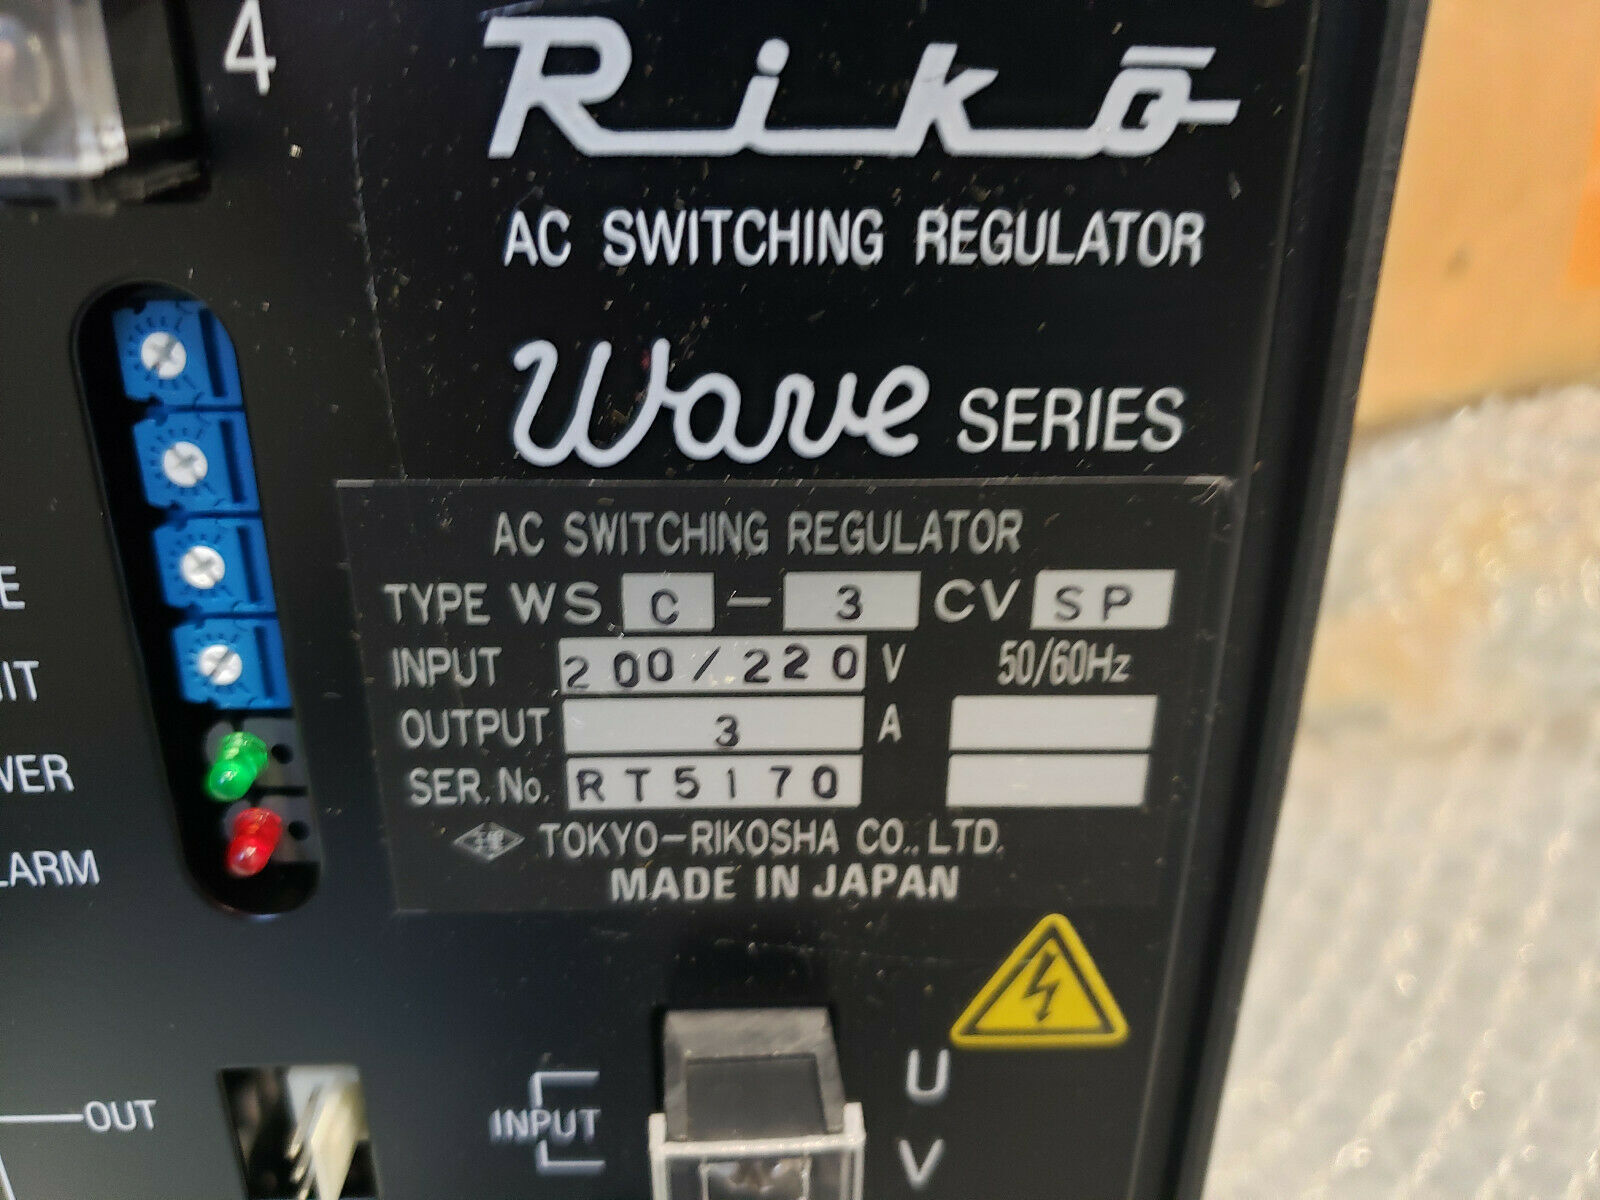 4
Rikō
AC SWITCHING REGULATOR
Wave SERIES
AC SWITCHING REGULATOR
TYPE WS C - 3 CV SP
INPUT 200/220 V 50/60Hz
OUTPUT 3 A
SER. No. RT5170
TOKYO-RIKOSHA CO., LTD.
MADE IN JAPAN
E
IT
WER
LARM
OUT
INPUT
U
V